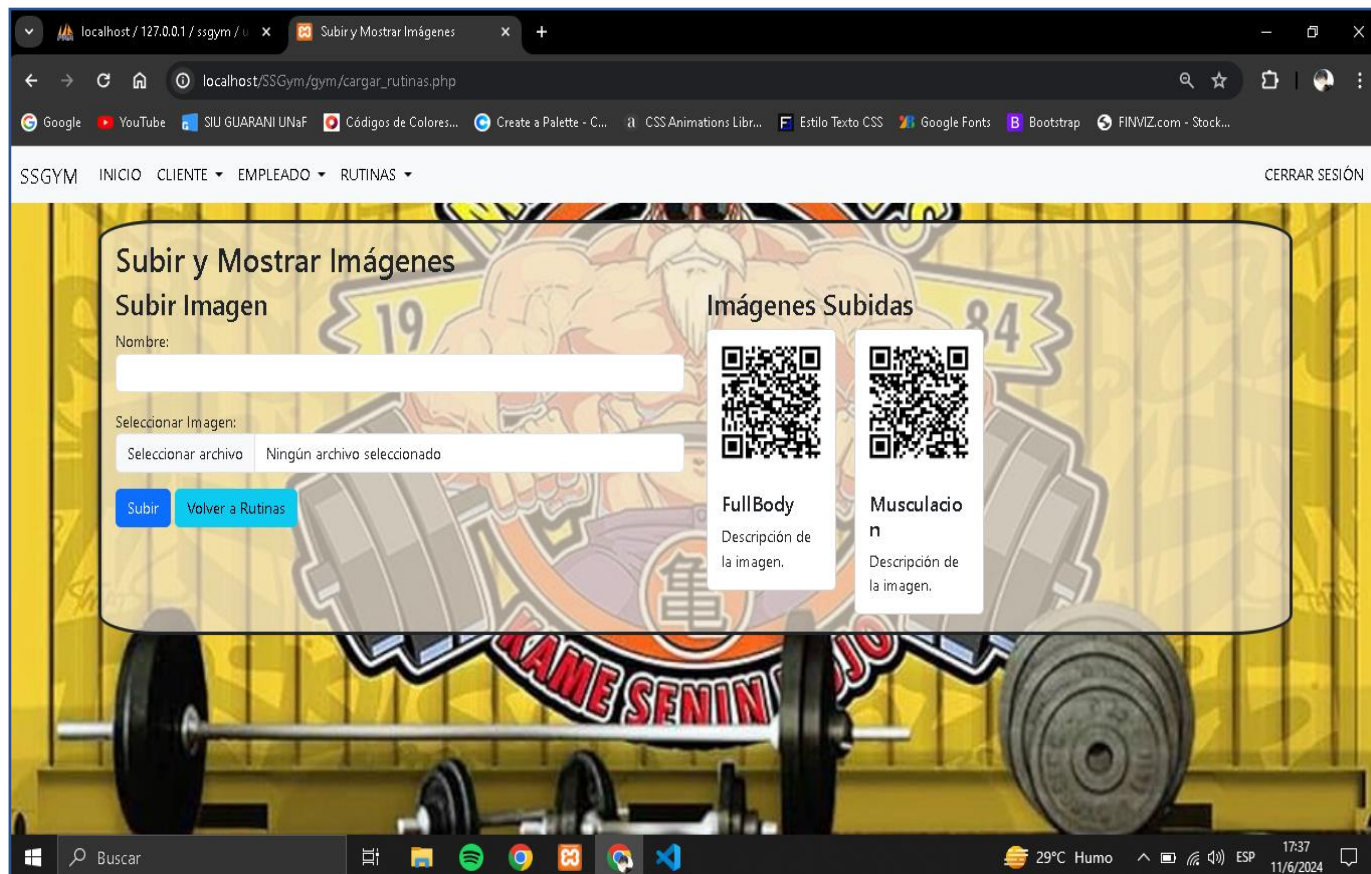 localhost / 127.0.0.1 / ssgym / u
Subir y Mostrar Imágenes
localhost/SSGym/gym/cargar_rutinas.php
Google
YouTube
SIU GUARANI UNaF
Códigos de Colores...
Create a Palette - C...
CSS Animations Libr...
Estilo Texto CSS
Google Fonts
Bootstrap
FINVIZ.com - Stock...
SSGYM
INICIO
CLIENTE
EMPLEADO
RUTINAS
CERRAR SESIÓN
Subir y Mostrar Imágenes
Subir Imagen
Nombre:
Seleccionar Imagen:
Seleccionar archivo
Ningún archivo seleccionado
Subir
Volver a Rutinas
Imágenes Subidas
FullBody
Descripción de
la imagen.
Musculacio
n
Descripción de
la imagen.
19
84
亀
KAME SENIN
Buscar
29°C Humo
ESP
17:37
11/6/2024